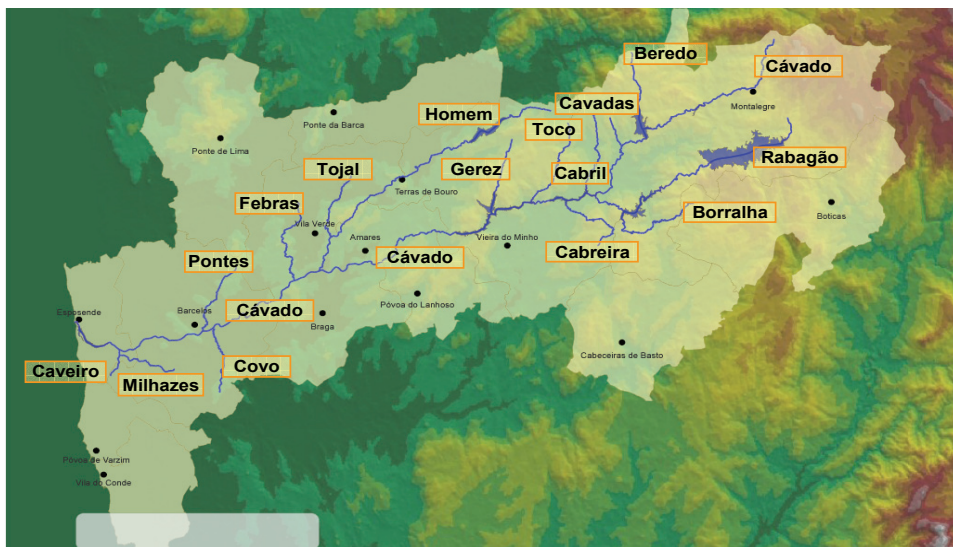 Beredo
Cávado
Homem
Cavadas
Montalegre
Ponte da Barca
Toco
Ponte de Lima
Tojal
Gerez
Cabril
Rabagão
Terras de Bouro
Febras
Borralha
Boticas
Vila Verde
Amares
Vieira do Minho
Cabreira
Pontes
Cávado
Póvoa do Lanhoso
Cávado
Esposende
Barcelos
Braga
Cabeceiras de Basto
Caveiro
Covo
Milhazes
Póvoa de Varzim
Vila do Conde